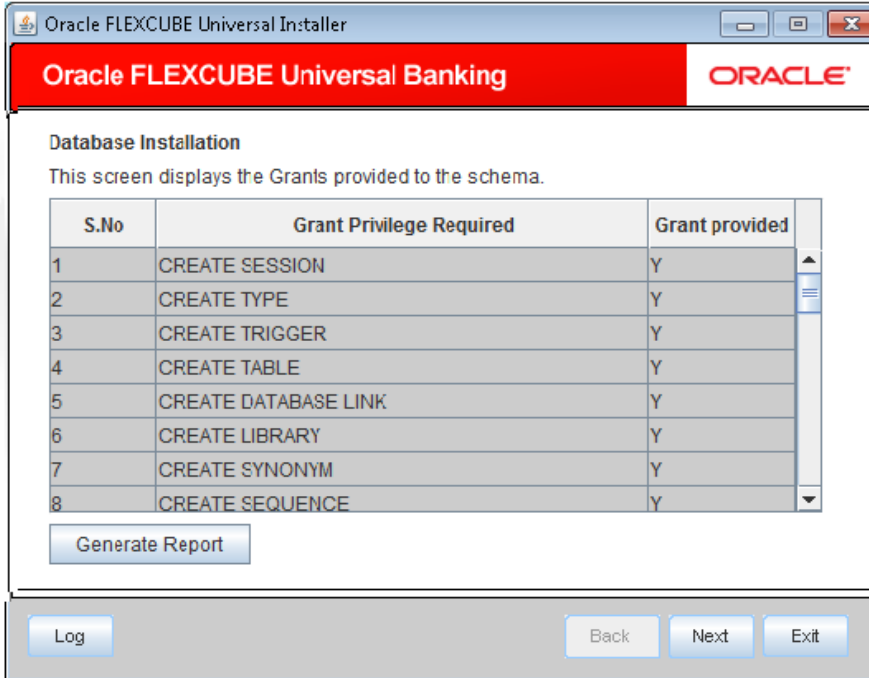 Oracle FLEXCUBE Universal Installer
Oracle FLEXCUBE Universal Banking
ORACLE
Database Installation
This screen displays the Grants provided to the schema.
S.No Grant Privilege Required Grant provided
1 CREATE SESSION Y
2 CREATE TYPE Y
3 CREATE TRIGGER Y
4 CREATE TABLE Y
5 CREATE DATABASE LINK Y
6 CREATE LIBRARY Y
7 CREATE SYNONYM Y
8 CREATE SEQUENCE Y
Generate Report
Log Back Next Exit